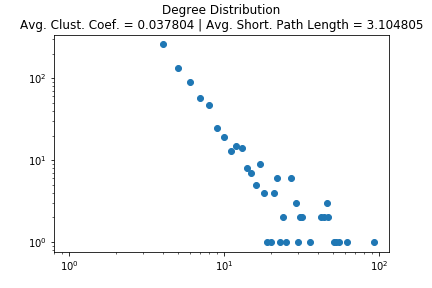 Degree Distribution
Avg. Clust. Coef. = 0.037804 | Avg. Short. Path Length = 3.104805
10²
10¹
10⁰
10⁰ 10¹ 10²